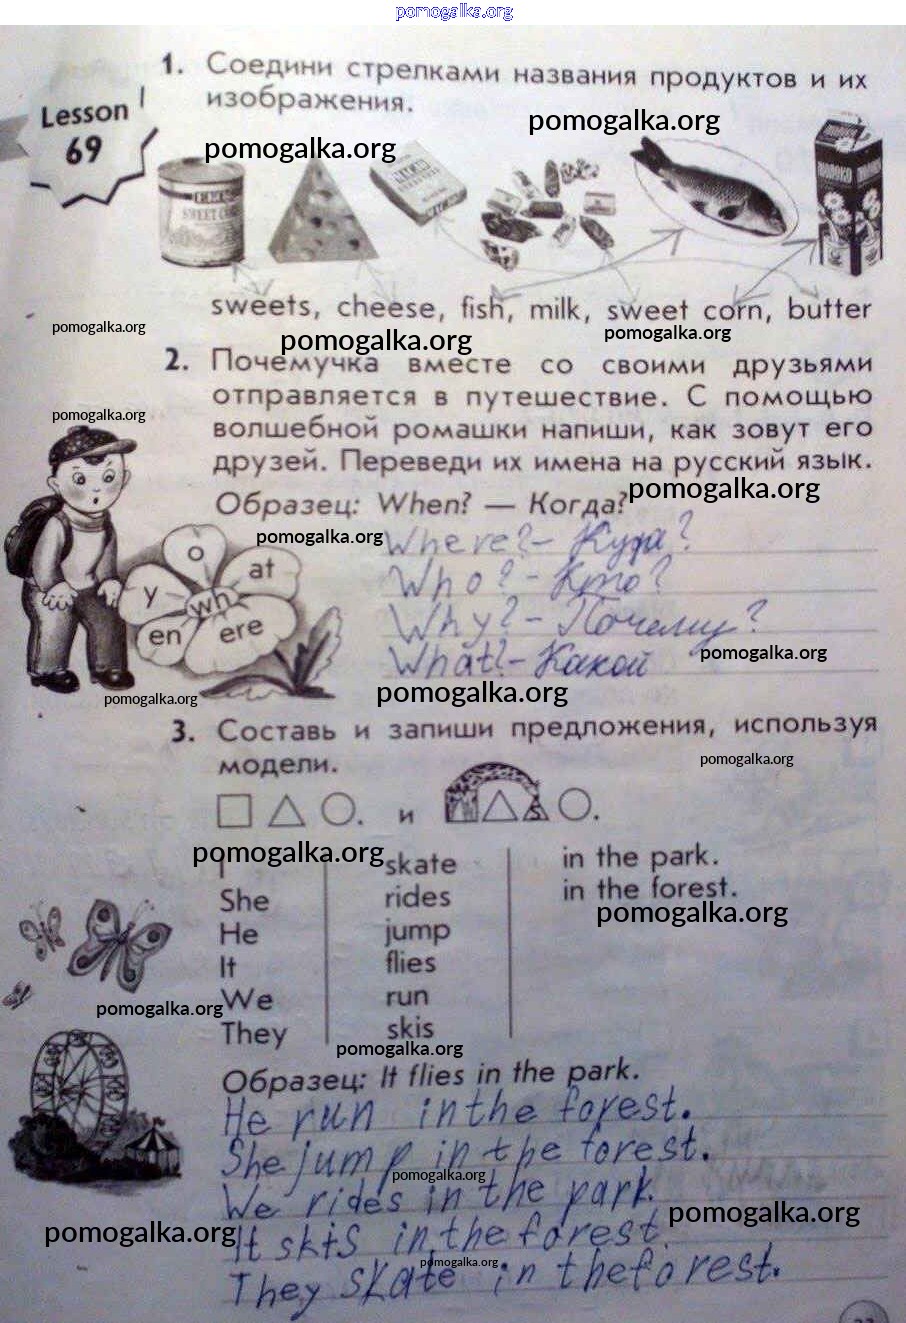 pomogalka.org
1. Соедини стрелками названия продуктов и их
изображения.
Lesson
69
pomogalka.org
pomogalka.org
SWEET CORN
МОЛОКО
sweets, cheese, fish, milk, sweet corn, butter
pomogalka.org
pomogalka.org
pomogalka.org
2. Почемучка вместе со своими друзьями
отправляется в путешествие. С помощью
волшебной ромашки напиши, как зовут его
друзей. Переведи их имена на русский язык.
pomogalka.org
pomogalka.org
Образец: When? — Когда?
pomogalka.org
o
at
y
wh
en
ere
Where? - Куда?
Who? - Кто?
Why? - Почему?
What? - Какой
pomogalka.org
pomogalka.org
pomogalka.org
3. Составь и запиши предложения, используя
модели.
pomogalka.org
и
pomogalka.org
I skate in the park.
She rides in the forest.
pomogalka.org
He jump
It flies
We run
pomogalka.org
They skis
pomogalka.org
Образец: It flies in the park.
He run in the forest.
She jump in the forest.
pomogalka.org
We rides in the park.
pomogalka.org
pomogalka.org
It skis in the forest.
pomogalka.org
They skate in the forest.